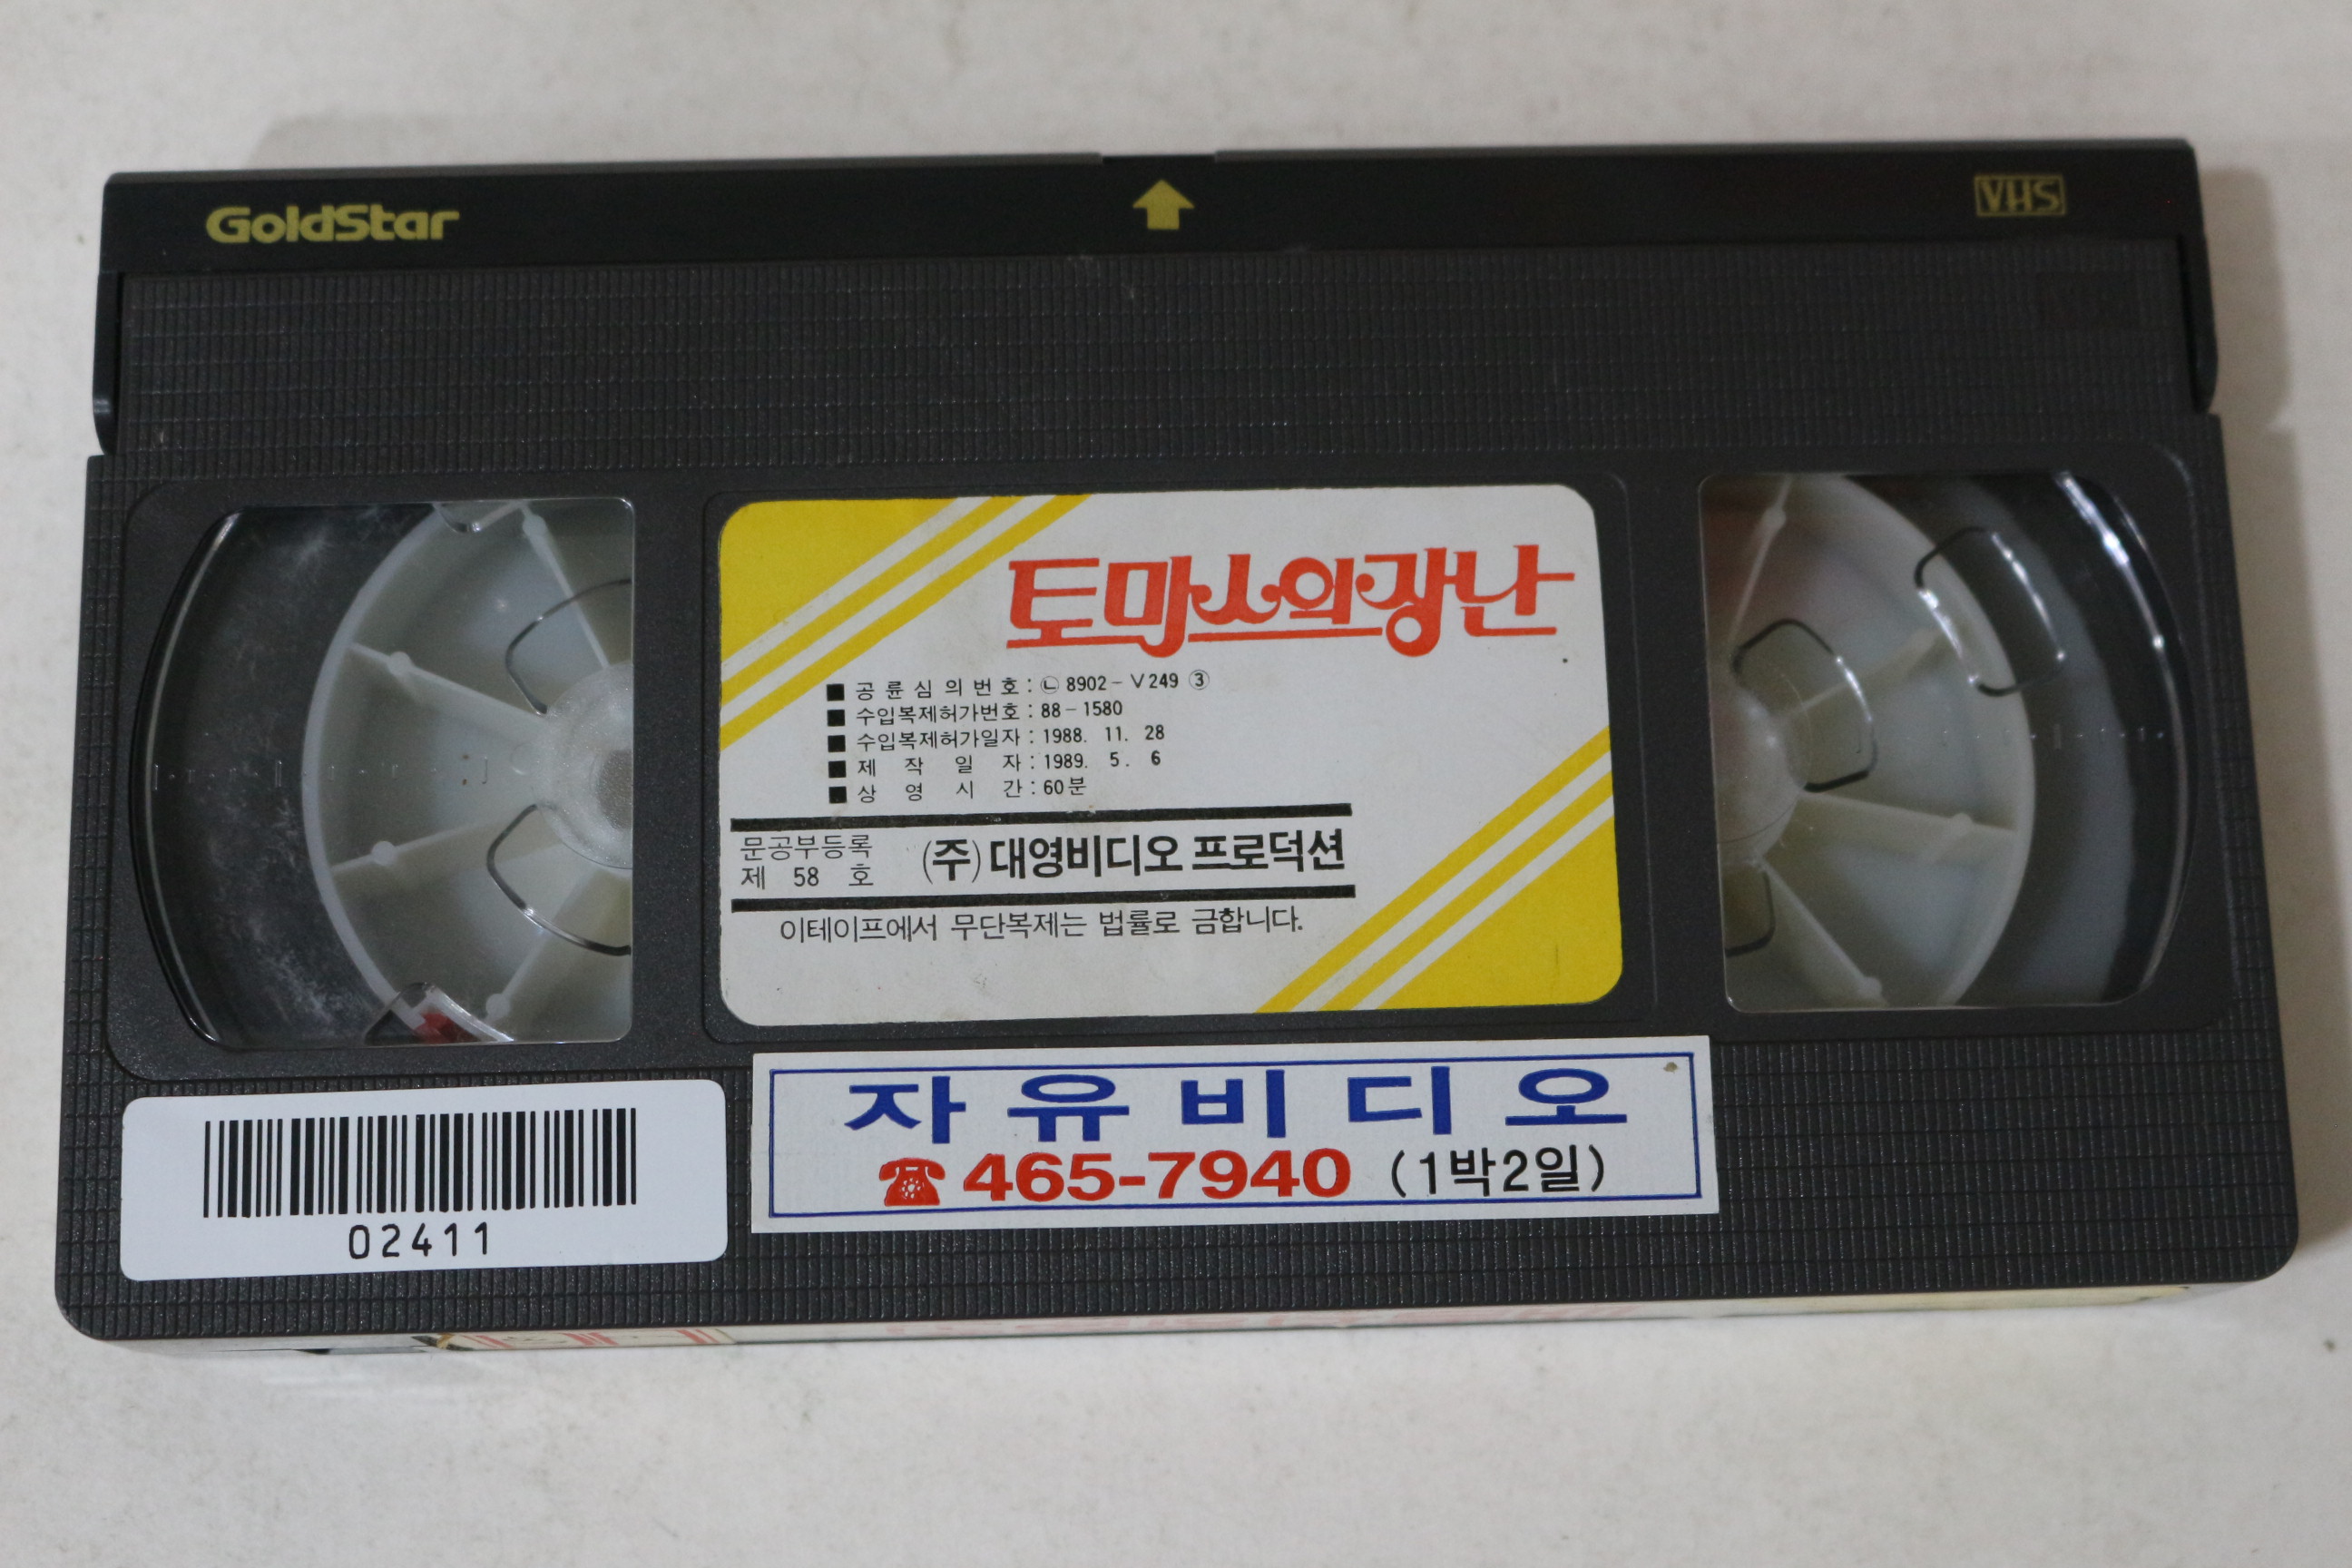 GoldStar
VHS
토마스의장난
■ 공륜심의번호 : ㉡ 8902-V249 ③
■ 수입복제허가번호 : 88-1580
■ 수입복제허가일자 : 1988. 11. 28
■ 제작일자 : 1989. 5. 6
■ 상영시간 : 60분
문공부등록
제 58 호
(주)대영비디오 프로덕션
이테이프에서 무단복제는 법률로 금합니다.
자유비디오
☎465-7940 (1박2일)
02411